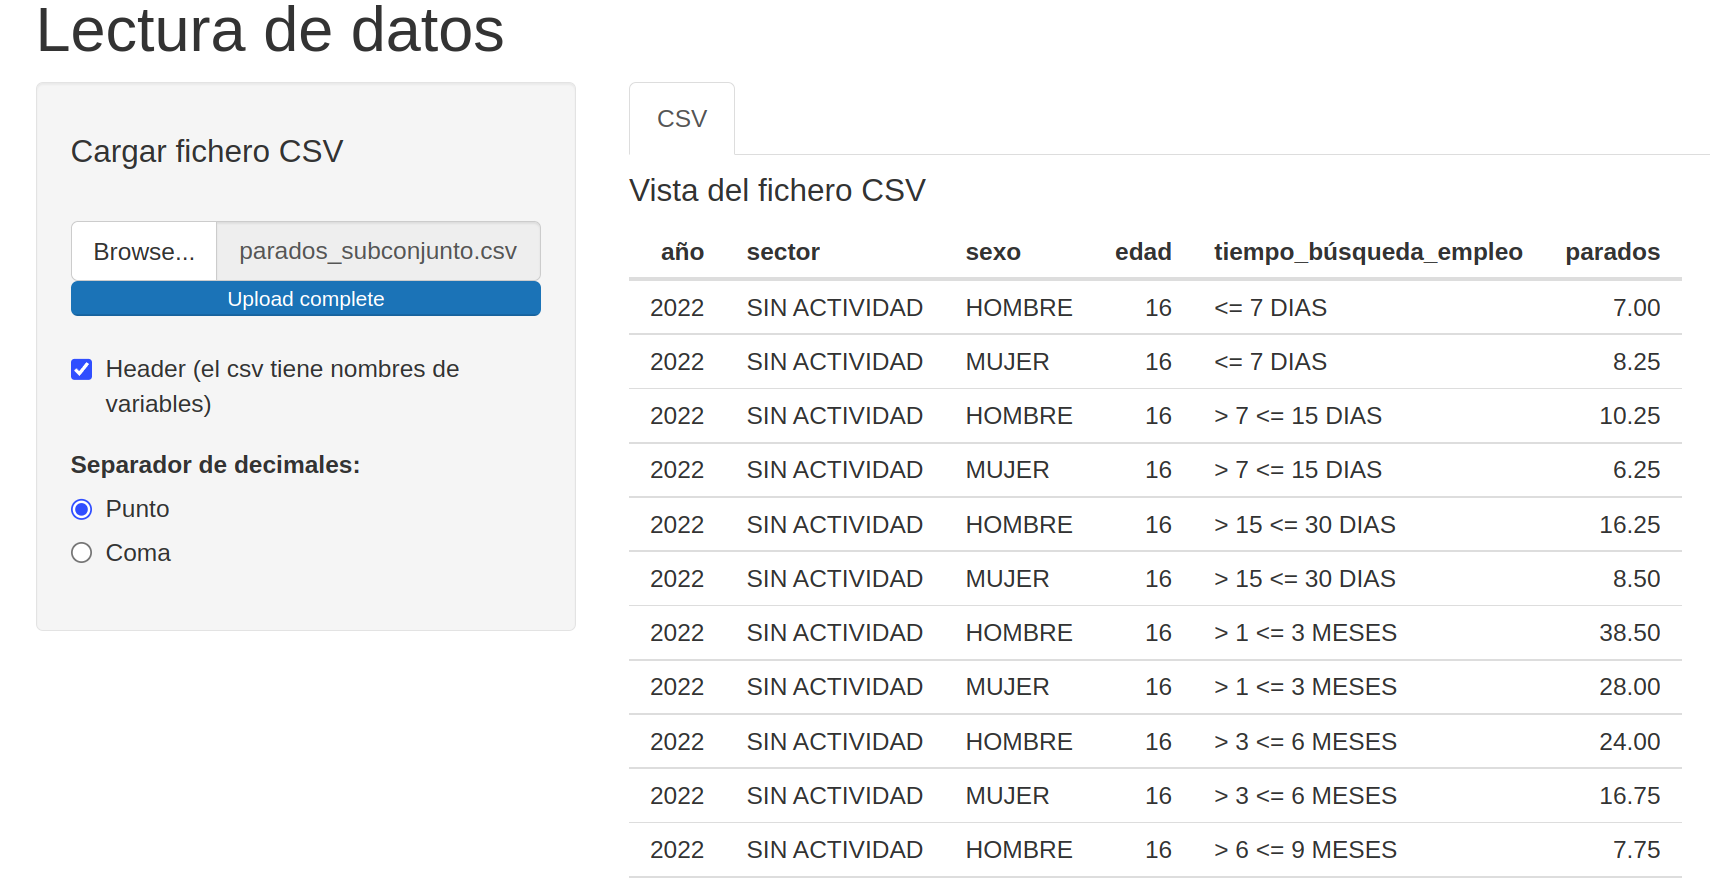 Lectura de datos
Cargar fichero CSV
Browse... parados_subconjunto.csv
Upload complete
Header (el csv tiene nombres de
variables)
Separador de decimales:
Punto
Coma
CSV
Vista del fichero CSV
año sector sexo edad tiempo_búsqueda_empleo parados
2022 SIN ACTIVIDAD HOMBRE 16 <= 7 DIAS 7.00
2022 SIN ACTIVIDAD MUJER 16 <= 7 DIAS 8.25
2022 SIN ACTIVIDAD HOMBRE 16 > 7 <= 15 DIAS 10.25
2022 SIN ACTIVIDAD MUJER 16 > 7 <= 15 DIAS 6.25
2022 SIN ACTIVIDAD HOMBRE 16 > 15 <= 30 DIAS 16.25
2022 SIN ACTIVIDAD MUJER 16 > 15 <= 30 DIAS 8.50
2022 SIN ACTIVIDAD HOMBRE 16 > 1 <= 3 MESES 38.50
2022 SIN ACTIVIDAD MUJER 16 > 1 <= 3 MESES 28.00
2022 SIN ACTIVIDAD HOMBRE 16 > 3 <= 6 MESES 24.00
2022 SIN ACTIVIDAD MUJER 16 > 3 <= 6 MESES 16.75
2022 SIN ACTIVIDAD HOMBRE 16 > 6 <= 9 MESES 7.75